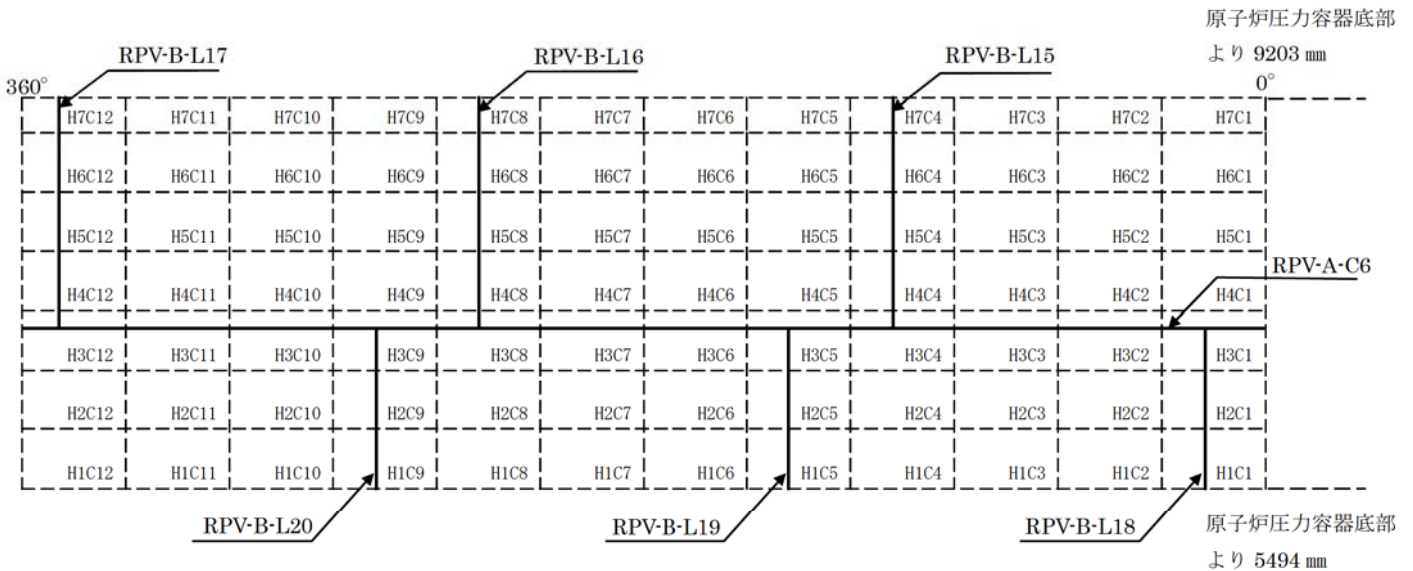 原子炉圧力容器底部
より 9203 mm
RPV-B-L17
RPV-B-L16
RPV-B-L15
360°
0°
H7C12 H7C11 H7C10 H7C9 H7C8 H7C7 H7C6 H7C5 H7C4 H7C3 H7C2 H7C1
H6C12 H6C11 H6C10 H6C9 H6C8 H6C7 H6C6 H6C5 H6C4 H6C3 H6C2 H6C1
H5C12 H5C11 H5C10 H5C9 H5C8 H5C7 H5C6 H5C5 H5C4 H5C3 H5C2 H5C1
RPV-A-C6
H4C12 H4C11 H4C10 H4C9 H4C8 H4C7 H4C6 H4C5 H4C4 H4C3 H4C2 H4C1
H3C12 H3C11 H3C10 H3C9 H3C8 H3C7 H3C6 H3C5 H3C4 H3C3 H3C2 H3C1
H2C12 H2C11 H2C10 H2C9 H2C8 H2C7 H2C6 H2C5 H2C4 H2C3 H2C2 H2C1
H1C12 H1C11 H1C10 H1C9 H1C8 H1C7 H1C6 H1C5 H1C4 H1C3 H1C2 H1C1
RPV-B-L20
RPV-B-L19
RPV-B-L18
原子炉圧力容器底部
より 5494 mm